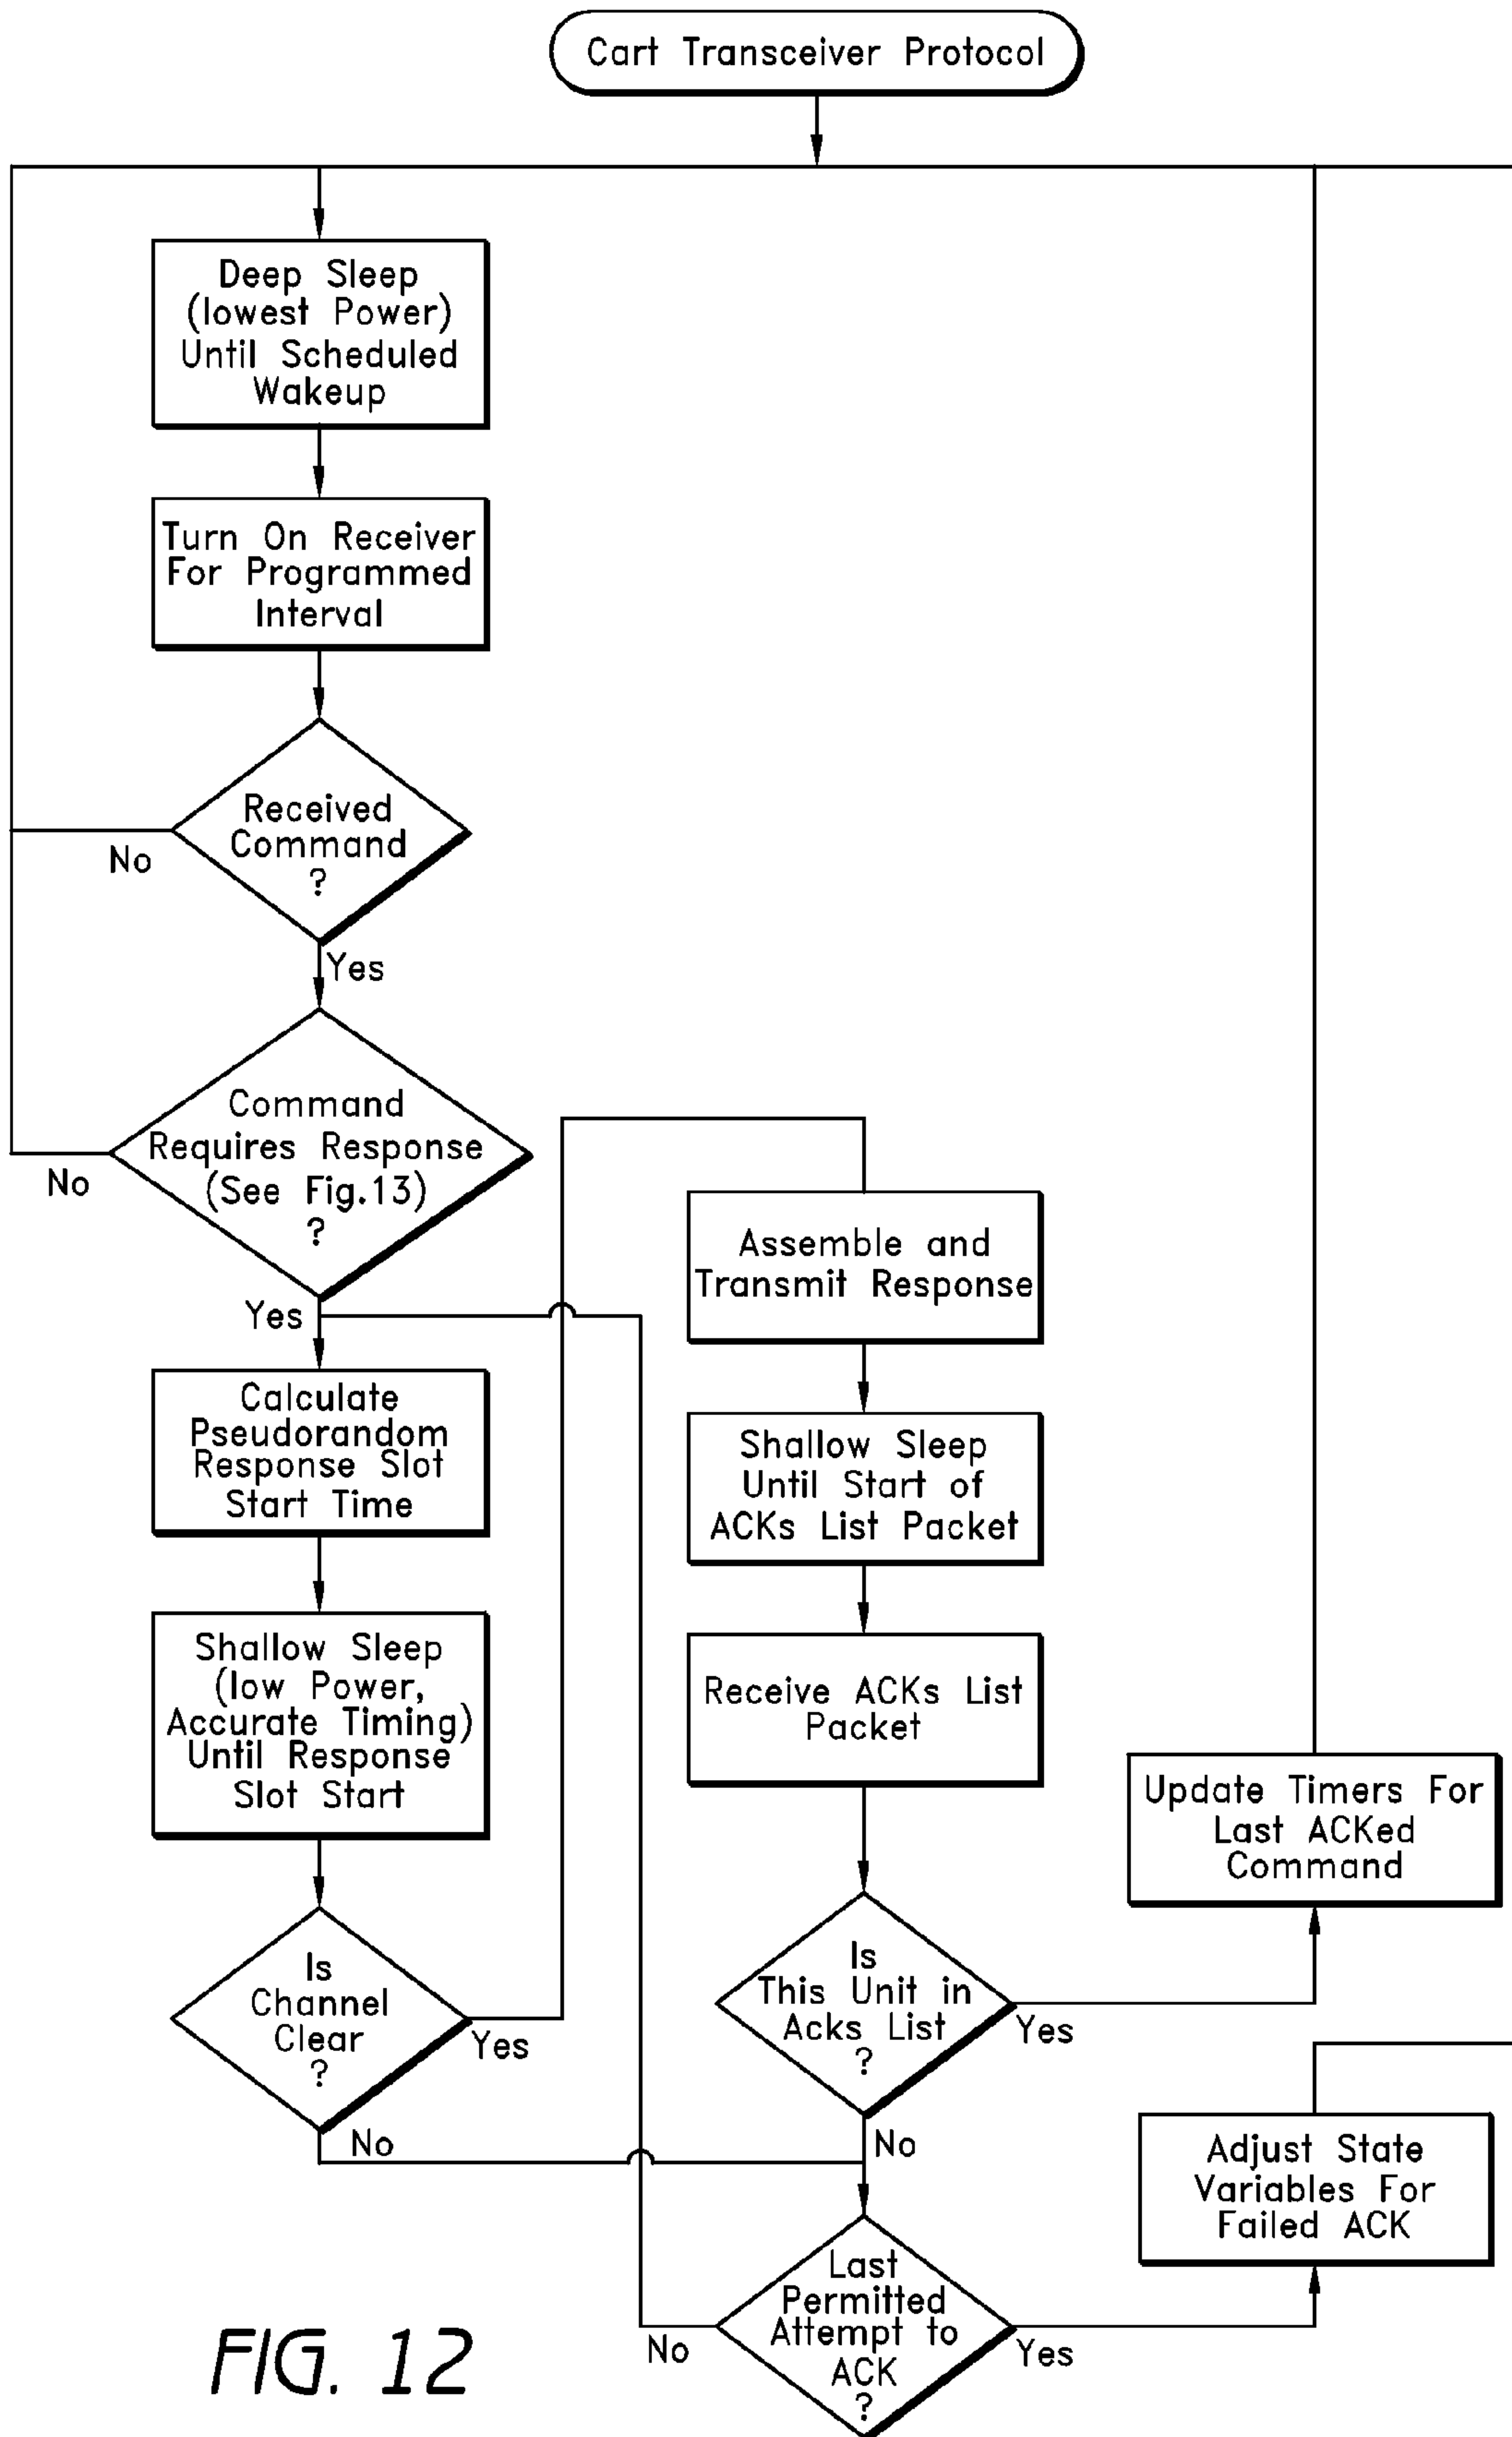 Cart Transceiver Protocol
Deep Sleep
(lowest Power)
Until Scheduled
Wakeup
Turn On Receiver
For Programmed
Interval
Received
Command
?
No
Yes
Command
Requires Response
(See Fig.13)
?
No
Yes
Calculate
Pseudorandom
Response Slot
Start Time
Shallow Sleep
(low Power,
Accurate Timing)
Until Response
Slot Start
Is
Channel
Clear
?
Yes
No
Assemble and
Transmit Response
Shallow Sleep
Until Start of
ACKs List Packet
Receive ACKs List
Packet
Is
This Unit in
Acks List
?
Yes
No
Update Timers For
Last ACKed
Command
Last
Permitted
Attempt to
ACK
?
No
Yes
Adjust State
Variables For
Failed ACK
FIG. 12